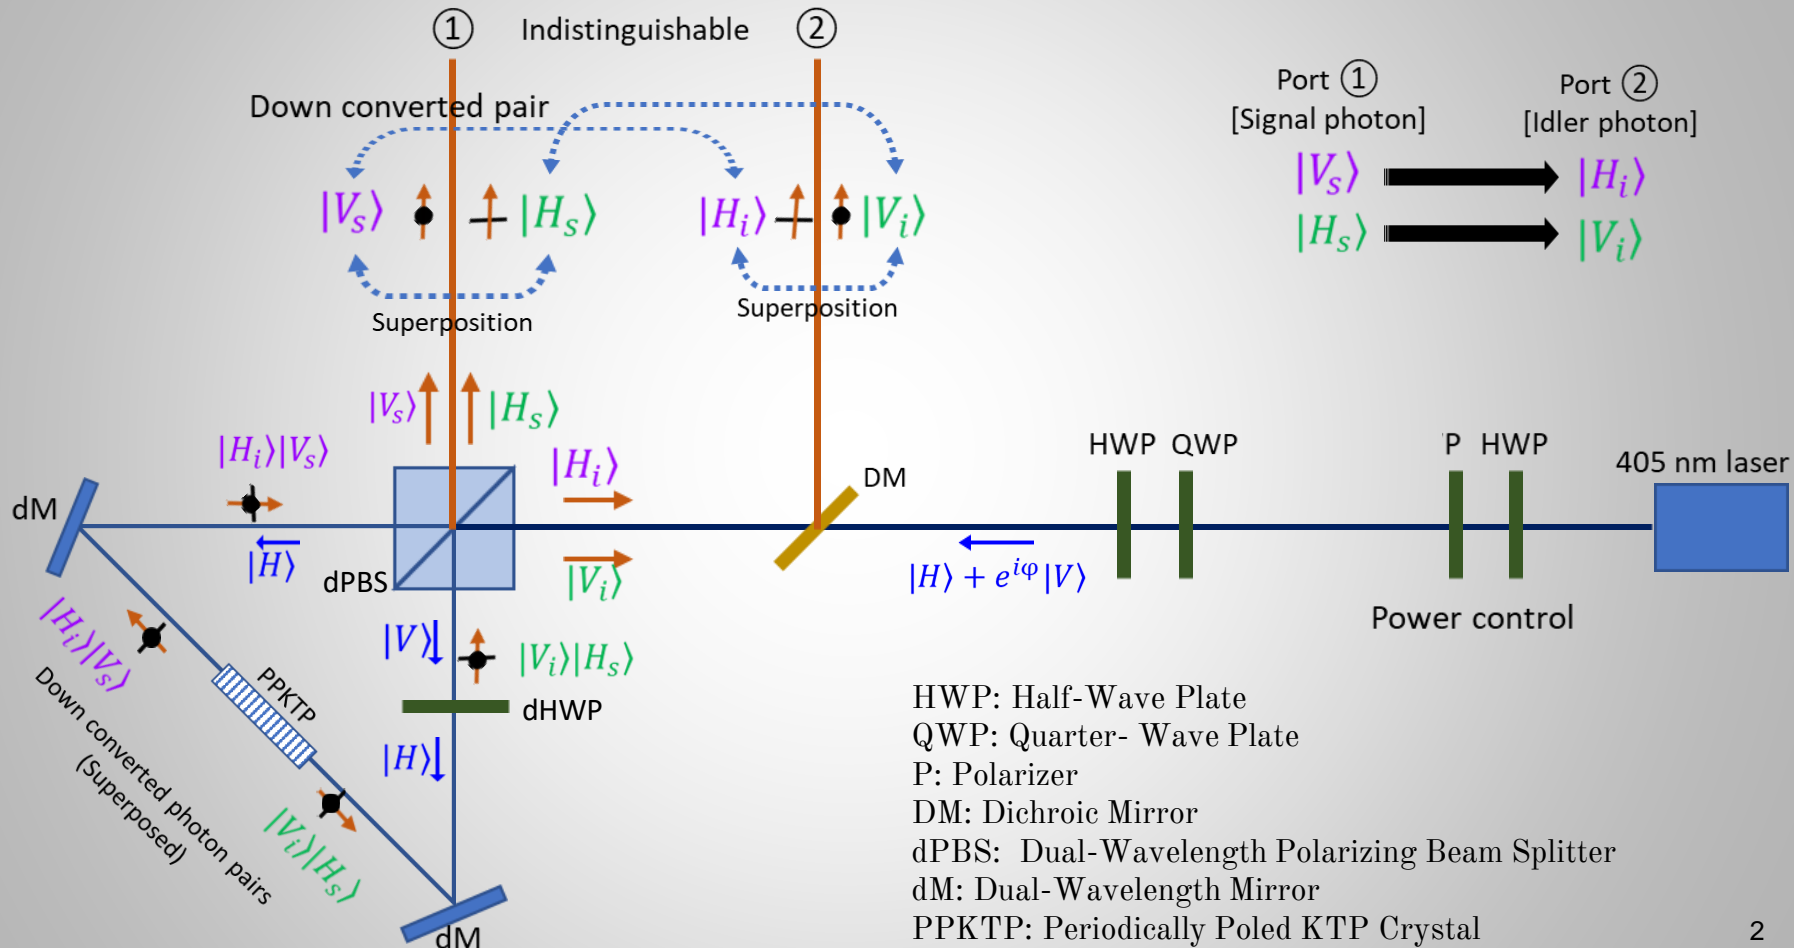 ① Indistinguishable ②
Down converted pair
|Vₛ⟩ |Hₛ⟩ |Hᵢ⟩ |Vᵢ⟩
Superposition
Superposition
Port ① Port ②
[Signal photon] [Idler photon]
|Vₛ⟩ |Hᵢ⟩
|Hₛ⟩ |Vᵢ⟩
|Vₛ⟩ |Hₛ⟩
|Hᵢ⟩|Vₛ⟩
|Hᵢ⟩
dM
|H⟩
dPBS
|Vᵢ⟩
DM
HWP QWP
P HWP
405 nm laser
|H⟩ + e^{iφ}|V⟩
Power control
|V⟩
|Vᵢ⟩|Hₛ⟩
dHWP
|H⟩
|Hᵢ⟩|Vₛ⟩
PPKTP
Down converted photon pairs
(Superposed)
|Vᵢ⟩|Hₛ⟩
dM
HWP: Half-Wave Plate
QWP: Quarter- Wave Plate
P: Polarizer
DM: Dichroic Mirror
dPBS: Dual-Wavelength Polarizing Beam Splitter
dM: Dual-Wavelength Mirror
PPKTP: Periodically Poled KTP Crystal
2